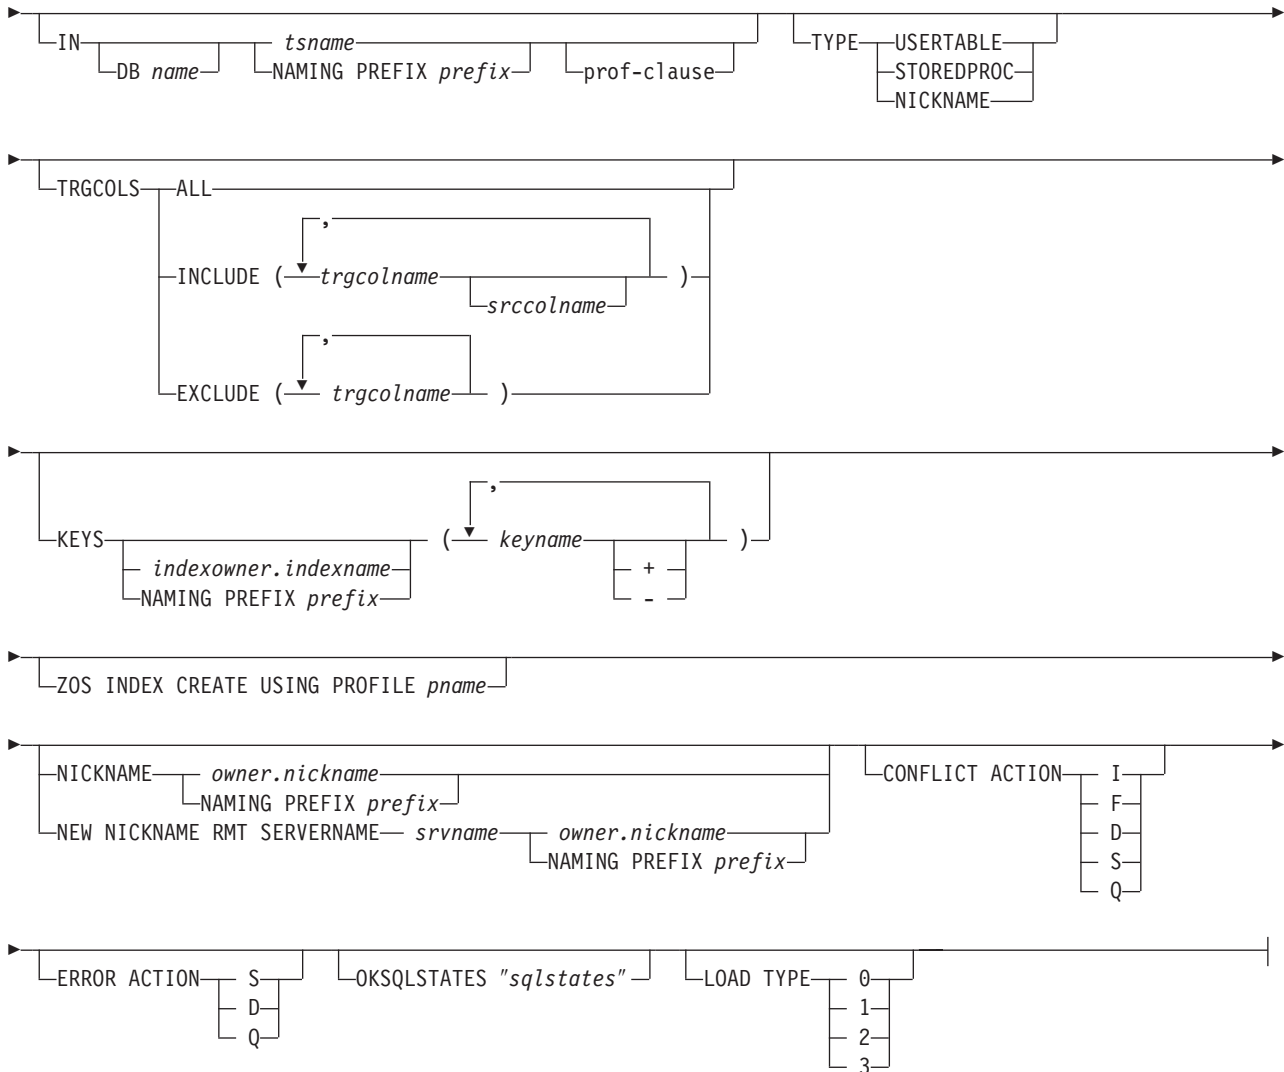 IN tsname TYPE USERTABLE
DB name NAMING PREFIX prefix prof-clause STOREDPROC
NICKNAME
TRGCOLS ALL
,
INCLUDE ( trgcolname )
srccolname
,
EXCLUDE ( trgcolname )
,
KEYS ( keyname )
indexowner.indexname +
NAMING PREFIX prefix -
ZOS INDEX CREATE USING PROFILE pname
NICKNAME owner.nickname CONFLICT ACTION I
NAMING PREFIX prefix F
NEW NICKNAME RMT SERVERNAME srvname owner.nickname D
NAMING PREFIX prefix S
Q
ERROR ACTION S OKSQLSTATES "sqlstates" LOAD TYPE 0
D 1
Q 2
3